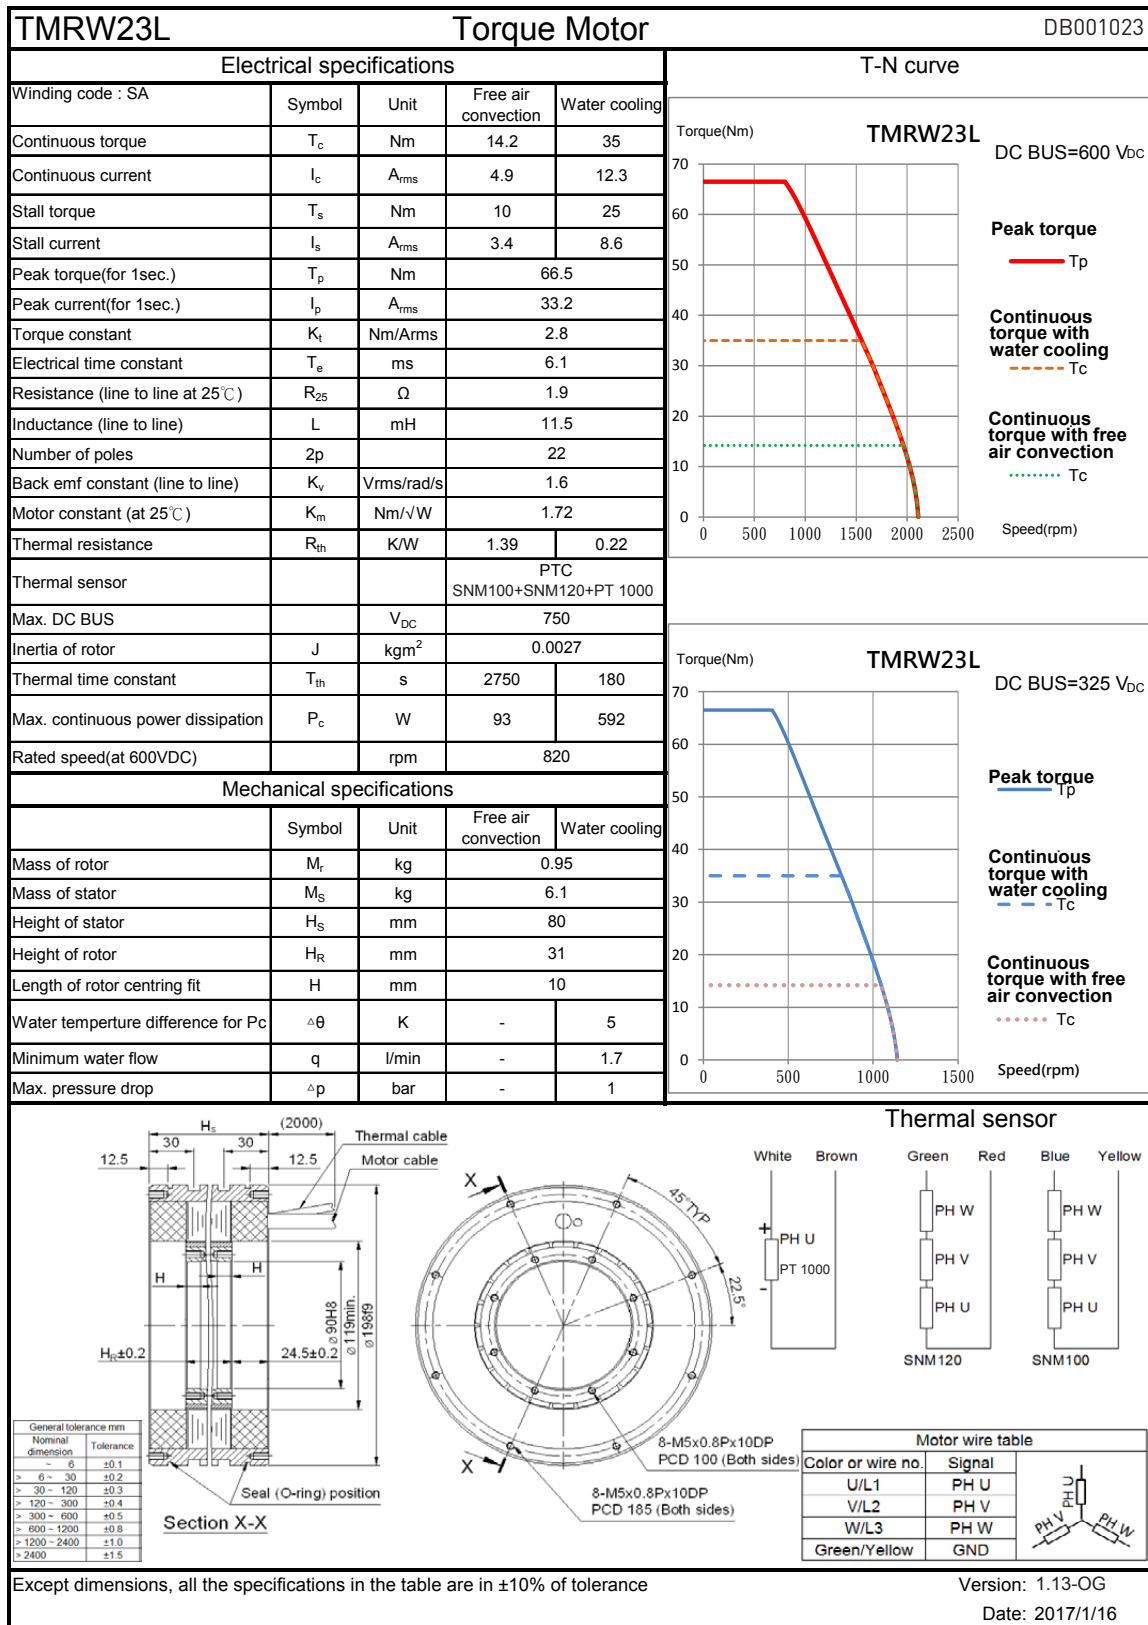 TMRW23L Torque Motor DB001023
Electrical specifications
Winding code : SA Symbol Unit Free air convection Water cooling
Continuous torque Tc Nm 14.2 35
Continuous current Ic Arms 4.9 12.3
Stall torque Ts Nm 10 25
Stall current Is Arms 3.4 8.6
Peak torque(for 1sec.) Tp Nm 66.5
Peak current(for 1sec.) Ip Arms 33.2
Torque constant Kt Nm/Arms 2.8
Electrical time constant Te ms 6.1
Resistance (line to line at 25℃) R25 Ω 1.9
Inductance (line to line) L mH 11.5
Number of poles 2p 22
Back emf constant (line to line) Kv Vrms/rad/s 1.6
Motor constant (at 25℃) Km Nm/√W 1.72
Thermal resistance Rth K/W 1.39 0.22
Thermal sensor PTC
SNM100+SNM120+PT 1000
Max. DC BUS VDC 750
Inertia of rotor J kgm² 0.0027
Thermal time constant Tth s 2750 180
Max. continuous power dissipation Pc W 93 592
Rated speed(at 600VDC) rpm 820
Mechanical specifications
Symbol Unit Free air convection Water cooling
Mass of rotor Mr kg 0.95
Mass of stator MS kg 6.1
Height of stator HS mm 80
Height of rotor HR mm 31
Length of rotor centring fit H mm 10
Water temperture difference for Pc △θ K - 5
Minimum water flow q l/min - 1.7
Max. pressure drop △p bar - 1
T-N curve
Torque(Nm) TMRW23L
DC BUS=600 VDC
70
60
50
40
30
20
10
0
0 500 1000 1500 2000 2500
Speed(rpm)
Peak torque
Tp
Continuous
torque with
water cooling
Tc
Continuous
torque with free
air convection
Tc
Torque(Nm) TMRW23L
DC BUS=325 VDC
70
60
50
40
30
20
10
0
0 500 1000 1500
Speed(rpm)
Peak torque
Tp
Continuous
torque with
water cooling
Tc
Continuous
torque with free
air convection
Tc
Hs (2000)
30 30
12.5 12.5
Thermal cable
Motor cable
H H
HR±0.2 24.5±0.2
⌀90H8
⌀119min.
⌀198f9
Seal (O-ring) position
Section X-X
X
X
45°TYP
22.5°
8-M5x0.8Px10DP
PCD 100 (Both sides)
8-M5x0.8Px10DP
PCD 185 (Both sides)
General tolerance mm
Nominal dimension Tolerance
~ 6 ±0.1
> 6 ~ 30 ±0.2
> 30 ~ 120 ±0.3
> 120 ~ 300 ±0.4
> 300 ~ 600 ±0.5
> 600 ~ 1200 ±0.8
> 1200 ~ 2400 ±1.0
> 2400 ±1.5
Thermal sensor
White Brown Green Red Blue Yellow
+
PH U
PT 1000
-
PH W
PH V
PH U
SNM120
PH W
PH V
PH U
SNM100
Motor wire table
Color or wire no. Signal
U/L1 PH U
V/L2 PH V
W/L3 PH W
Green/Yellow GND
PH U
PH V
PH W
Except dimensions, all the specifications in the table are in ±10% of tolerance
Version: 1.13-OG
Date: 2017/1/16